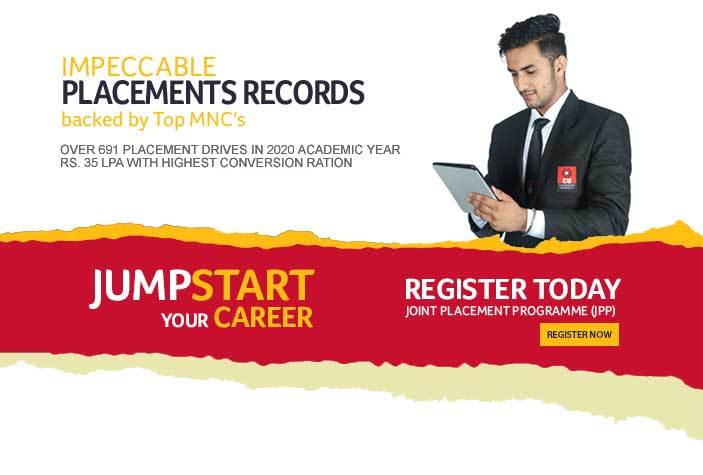 IMPECCABLE
PLACEMENTS RECORDS
backed by Top MNC's
OVER 691 PLACEMENT DRIVES IN 2020 ACADEMIC YEAR
RS. 35 LPA WITH HIGHEST CONVERSION RATION
CU
JUMPSTART
YOUR CAREER
REGISTER TODAY
JOINT PLACEMENT PROGRAMME (JPP)
REGISTER NOW